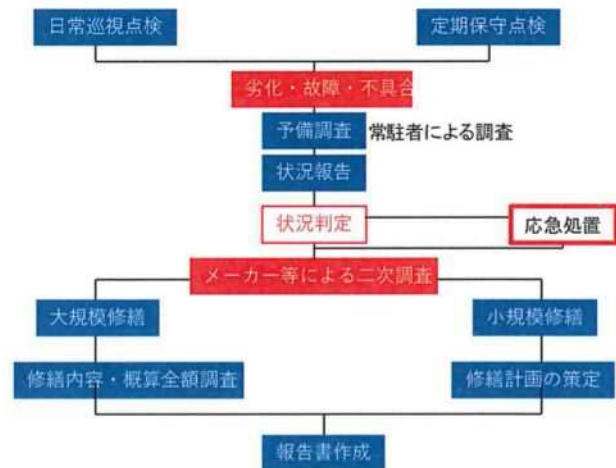 日常巡視点検
定期保守点検
劣化・故障・不具合
予備調査
常駐者による調査
状況報告
状況判定
応急処置
メーカー等による二次調査
大規模修繕
小規模修繕
修繕内容・概算全額調査
修繕計画の策定
報告書作成